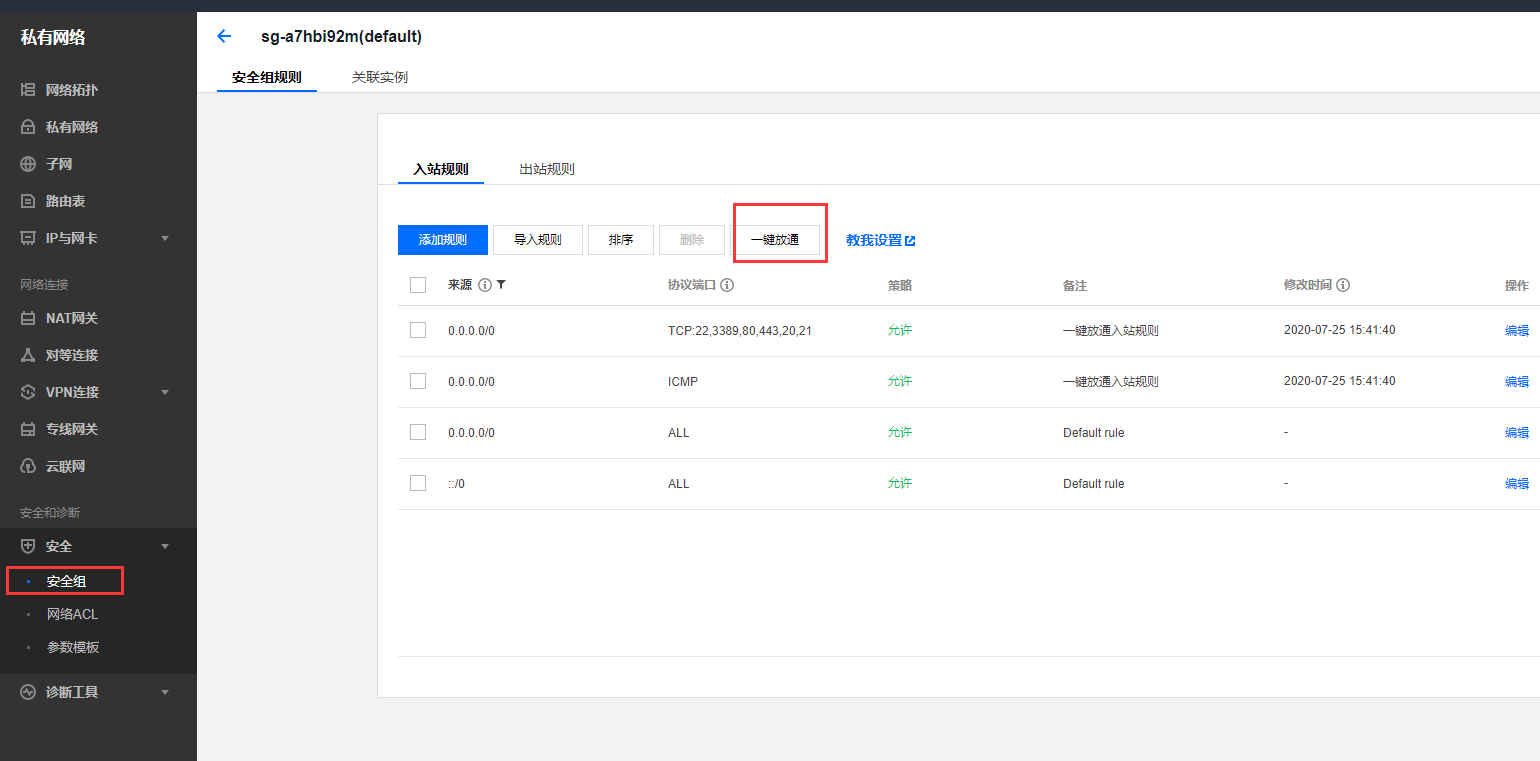 私有网络
网络拓扑
私有网络
子网
路由表
IP与网卡
网络连接
NAT网关
对等连接
VPN连接
专线网关
云联网
安全和诊断
安全
安全组
网络ACL
参数模板
诊断工具
sg-a7hbi92m(default)
安全组规则 关联实例
入站规则 出站规则
添加规则 导入规则 排序 删除 一键放通 教我设置
来源 协议端口 策略 备注 修改时间 操作
0.0.0.0/0 TCP:22,3389,80,443,20,21 允许 一键放通入站规则 2020-07-25 15:41:40 编辑
0.0.0.0/0 ICMP 允许 一键放通入站规则 2020-07-25 15:41:40 编辑
0.0.0.0/0 ALL 允许 Default rule - 编辑
::/0 ALL 允许 Default rule - 编辑